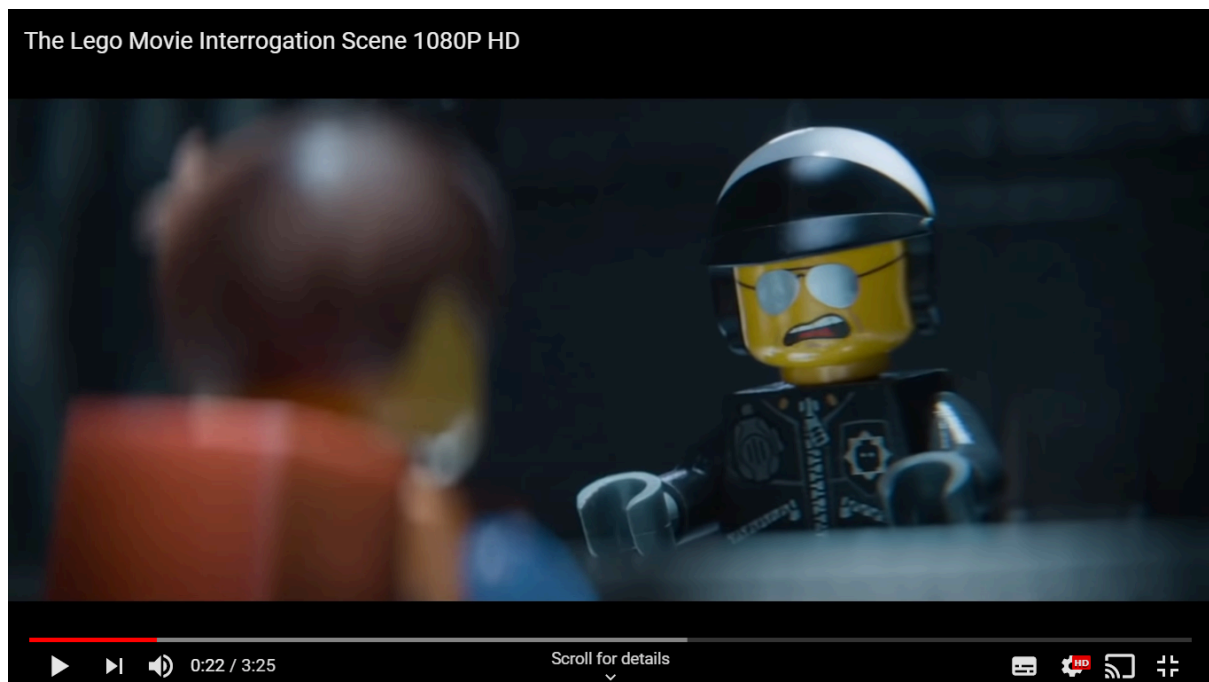 The Lego Movie Interrogation Scene 1080P HD
0:22 / 3:25
Scroll for details
HD